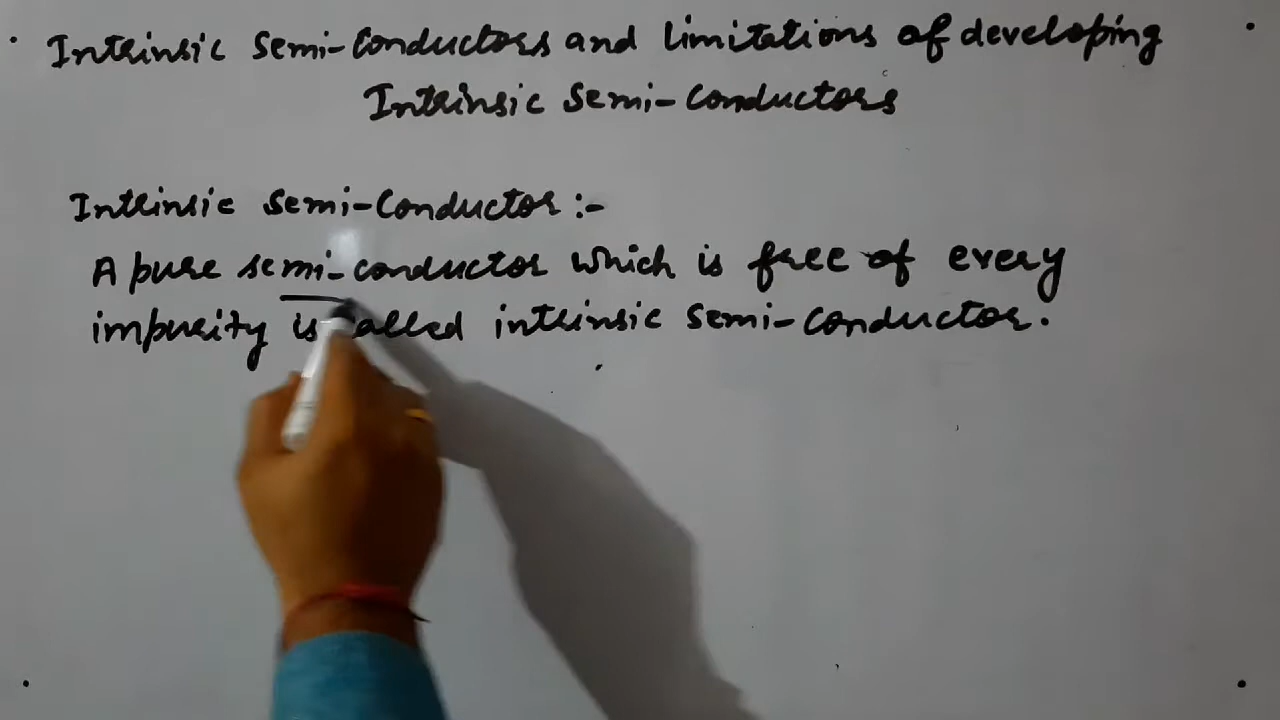 Intrinsic Semi-Conductors and limitations of developing
Intrinsic Semi-Conductors
Intrinsic Semi-Conductor :-
A pure semi-conductor which is free of every
impurity is called intrinsic semi-conductor.